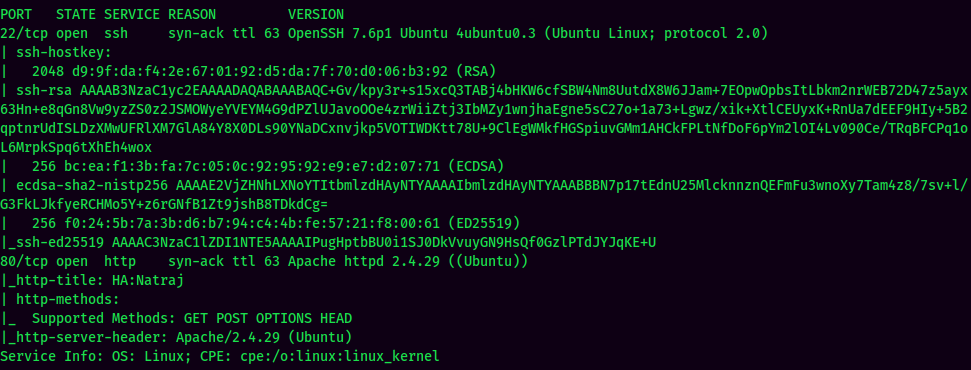 PORT   STATE SERVICE REASON         VERSION
22/tcp open  ssh     syn-ack ttl 63 OpenSSH 7.6p1 Ubuntu 4ubuntu0.3 (Ubuntu Linux; protocol 2.0)
| ssh-hostkey:
|   2048 d9:9f:da:f4:2e:67:01:92:d5:da:7f:70:d0:06:b3:92 (RSA)
| ssh-rsa AAAAB3NzaC1yc2EAAAADAQABAAABAQC+Gv/kpy3r+s15xcQ3TABj4bHKW6cfSBW4Nm8UutdX8W6JJam+7EOpwOpbsItLbkm2nrWEB72D47z5ayx
63Hn+e8qGn8Vw9yzZS0z2JSMOWyeYVEYM4G9dPZlUJavoOOe4zrWiiZtj3IbMZy1wnjhaEgne5sC27o+1a73+Lgwz/xik+XtlCEUyxK+RnUa7dEEF9HIy+5B2
qptnrUdISLDzXMwUFRlXM7GlA84Y8X0DLs90YNaDCxnvjkp5VOTIWDKtt78U+9ClEgWMkfHGSpiuvGMm1AHCkFPLtNfDoF6pYm2lOI4Lv090Ce/TRqBFCPq1o
L6MrpkSpq6tXhEh4wox
|   256 bc:ea:f1:3b:fa:7c:05:0c:92:95:92:e9:e7:d2:07:71 (ECDSA)
| ecdsa-sha2-nistp256 AAAAE2VjZHNhLXNoYTItbmlzdHAyNTYAAAAIbmlzdHAyNTYAAABBBN7p17tEdnU25MlcknnznQEFmFu3wnoXy7Tam4z8/7sv+l/
G3FkLJkfyeRCHMo5Y+z6rGNfB1Zt9jshB8TDkdCg=
|   256 f0:24:5b:7a:3b:d6:b7:94:c4:4b:fe:57:21:f8:00:61 (ED25519)
|_ssh-ed25519 AAAAC3NzaC1lZDI1NTE5AAAAIPugHptbBU0i1SJ0DkVvuyGN9HsQf0GzlPTdJYJqKE+U
80/tcp open  http    syn-ack ttl 63 Apache httpd 2.4.29 ((Ubuntu))
|_http-title: HA:Natraj
| http-methods:
|_  Supported Methods: GET POST OPTIONS HEAD
|_http-server-header: Apache/2.4.29 (Ubuntu)
Service Info: OS: Linux; CPE: cpe:/o:linux:linux_kernel